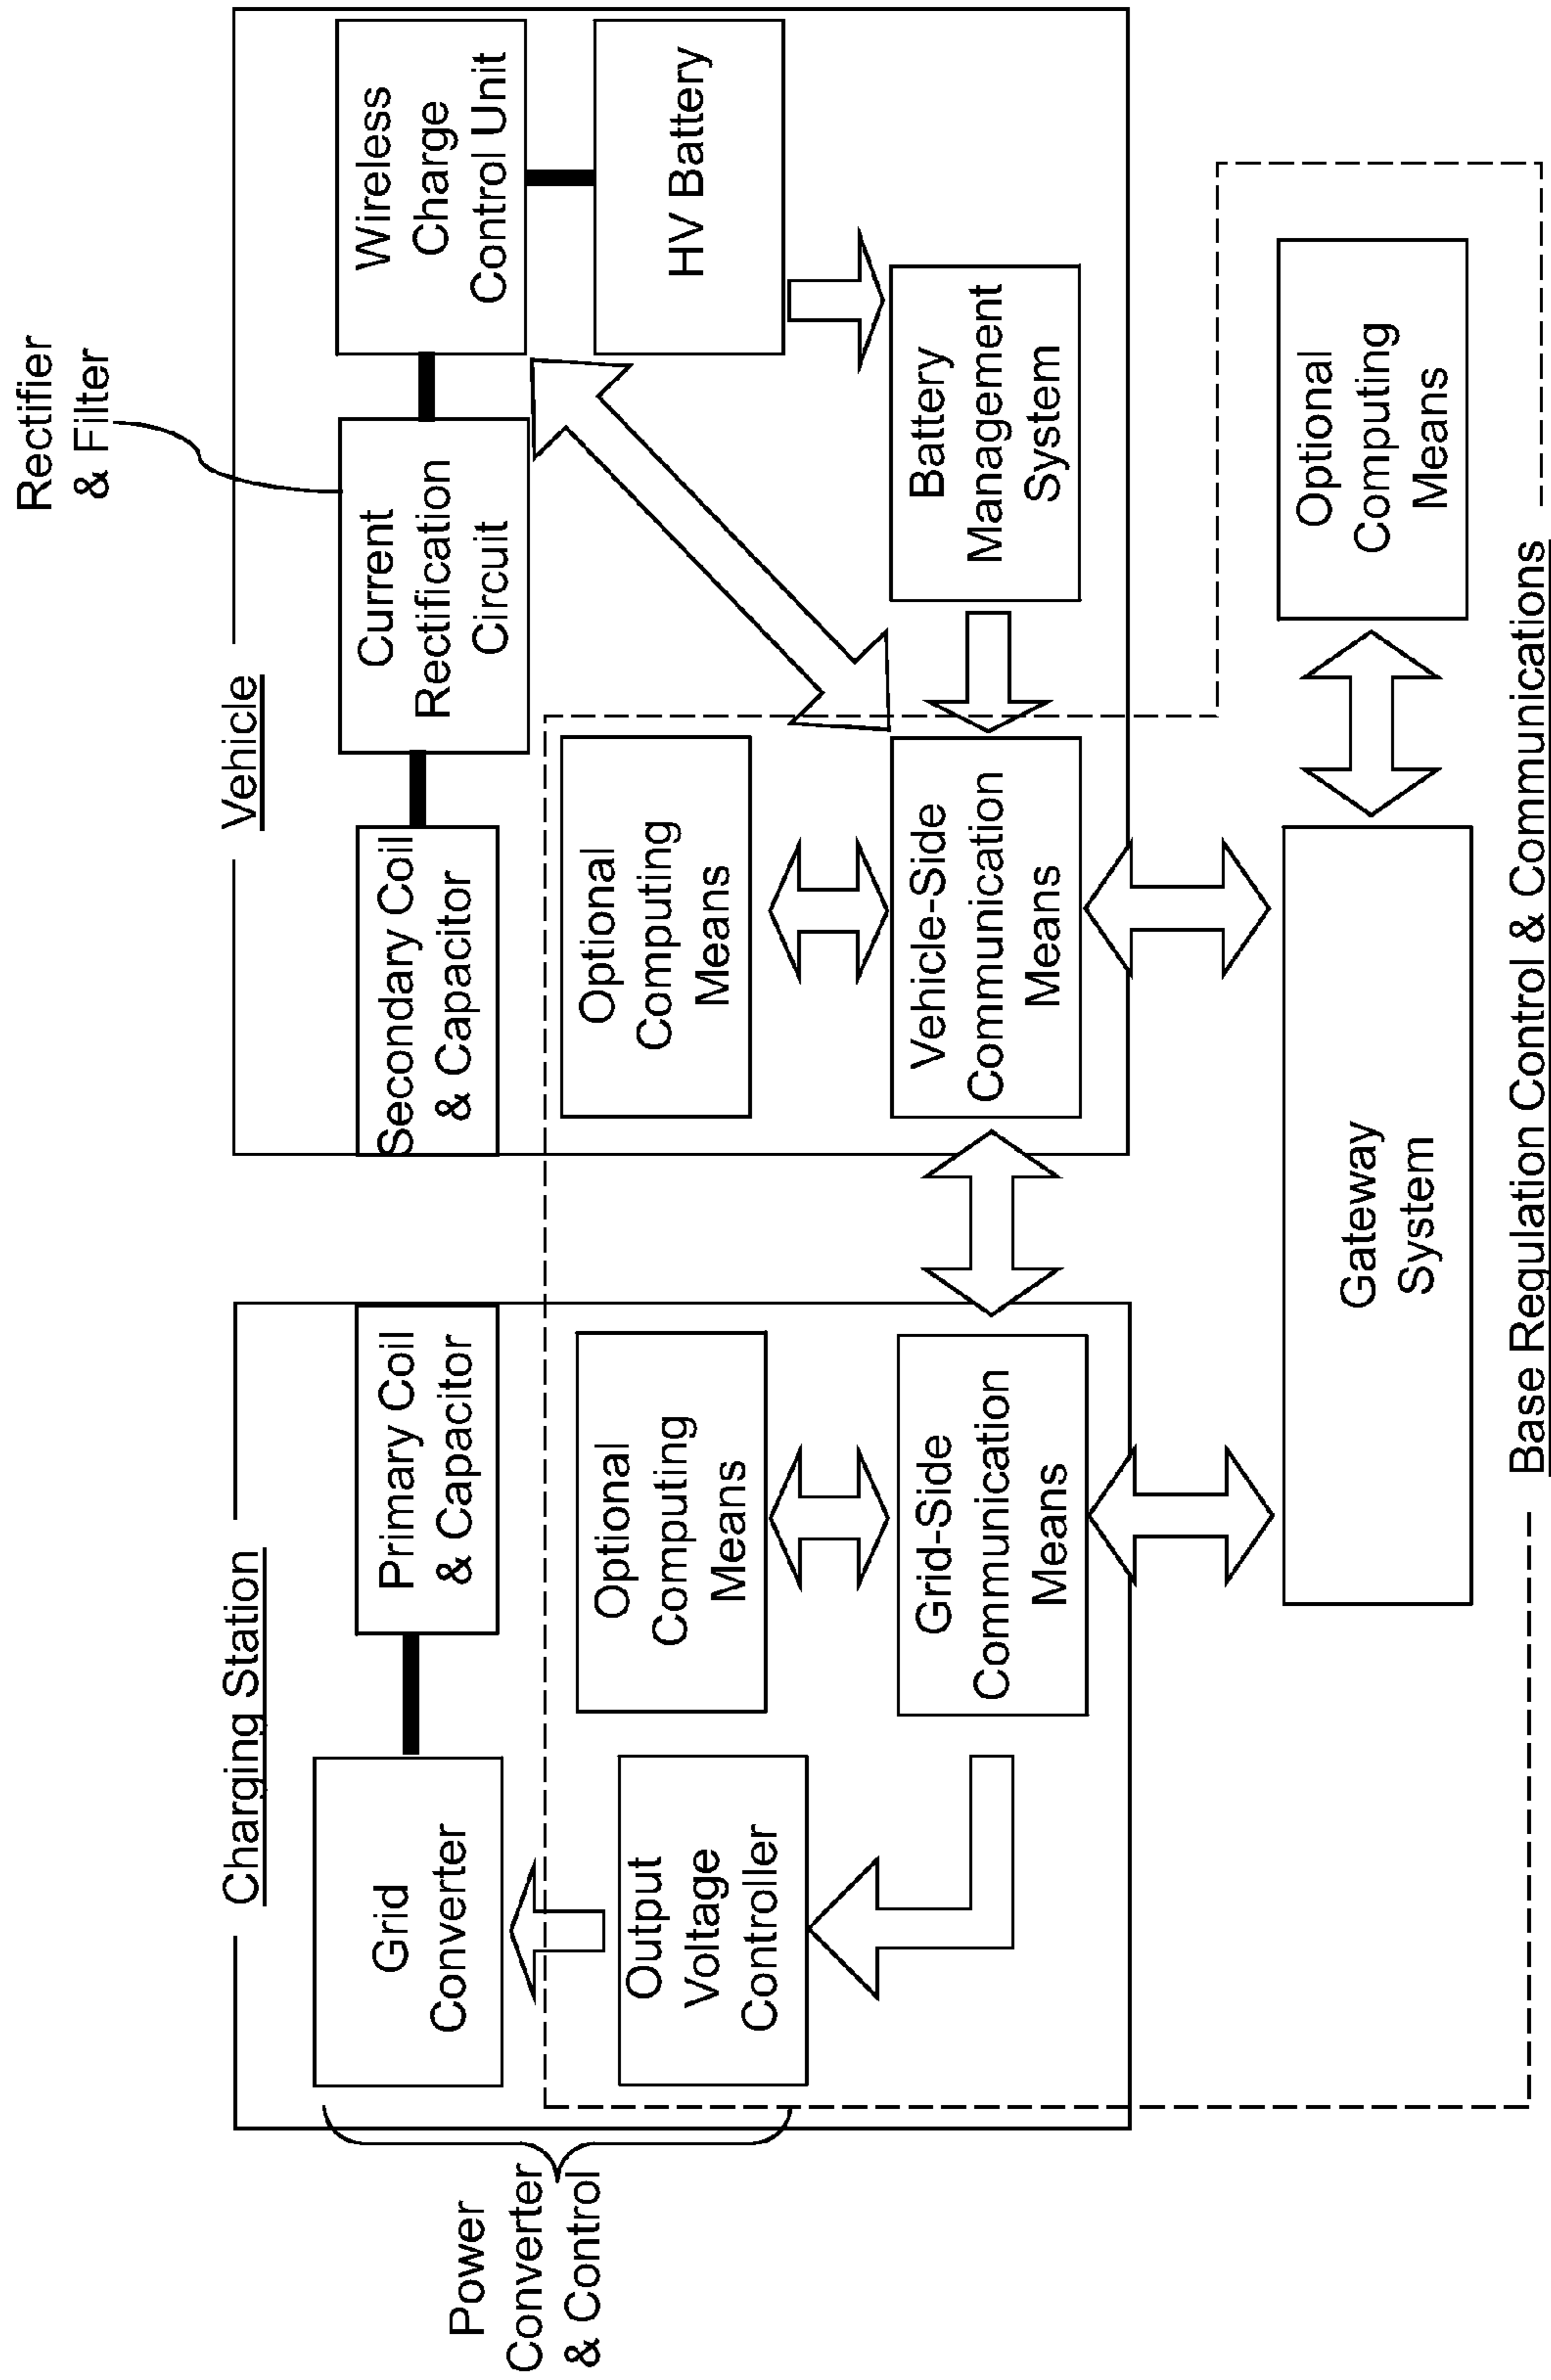 Charging Station
Vehicle
Rectifier
& Filter
Power
Converter
& Control
Grid
Converter
Primary Coil
& Capacitor
Secondary Coil
& Capacitor
Current
Rectification
Circuit
Wireless
Charge
Control Unit
HV Battery
Output
Voltage
Controller
Optional
Computing
Means
Optional
Computing
Means
Grid-Side
Communication
Means
Vehicle-Side
Communication
Means
Battery
Management
System
Gateway
System
Optional
Computing
Means
Base Regulation Control & Communications